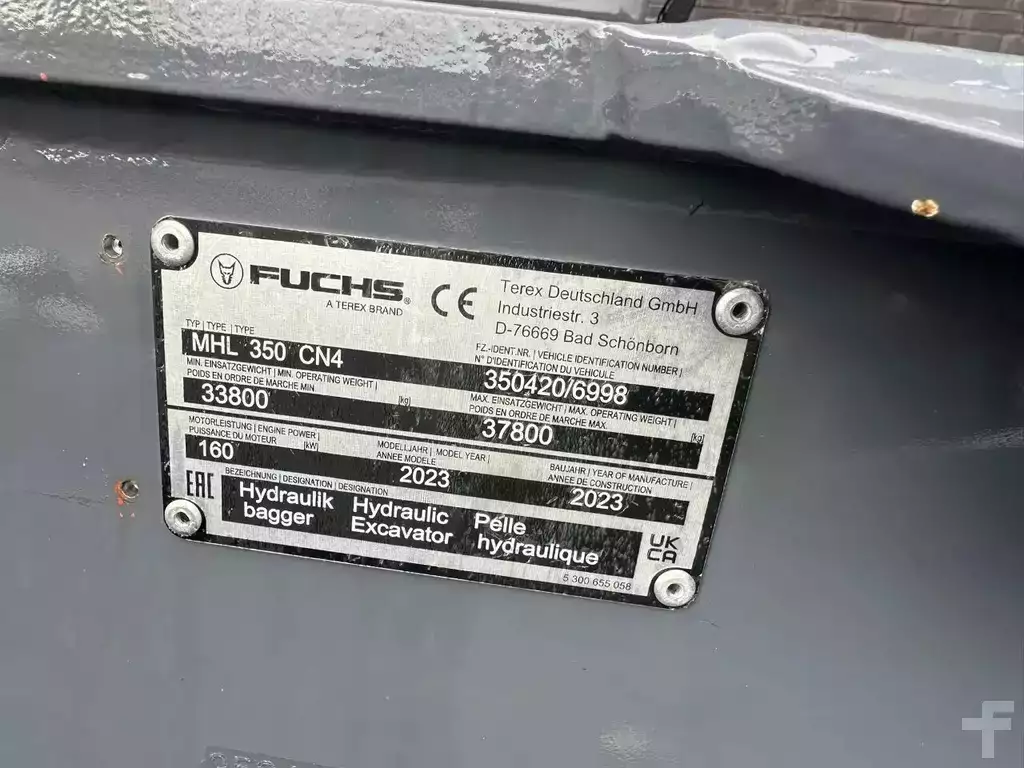 FUCHS®
A TEREX BRAND
CE
Terex Deutschland GmbH
Industriestr. 3
D-76669 Bad Schönborn
TYP | TYPE | TYPE
MHL 350 CN4
FZ.-IDENT.NR. | VEHICLE IDENTIFICATION NUMBER |
N° D'IDENTIFICATION DU VEHICULE
350420/6998
MIN. EINSATZGEWICHT | MIN. OPERATING WEIGHT |
POIDS EN ORDRE DE MARCHE MIN.
33800 [kg]
MAX. EINSATZGEWICHT | MAX. OPERATING WEIGHT |
POIDS EN ORDRE DE MARCHE MAX.
37800 [kg]
MOTORLEISTUNG | ENGINE POWER |
PUISSANCE DU MOTEUR [kW]
160
MODELLJAHR | MODEL YEAR |
ANNEE MODELE
2023
BAUJAHR | YEAR OF MANUFACTURE |
ANNEE DE CONSTRUCTION
2023
EAC
BEZEICHNUNG | DESIGNATION | DESIGNATION
Hydraulik Hydraulic Pelle
bagger Excavator hydraulique
UK
CA
5 300 655 058